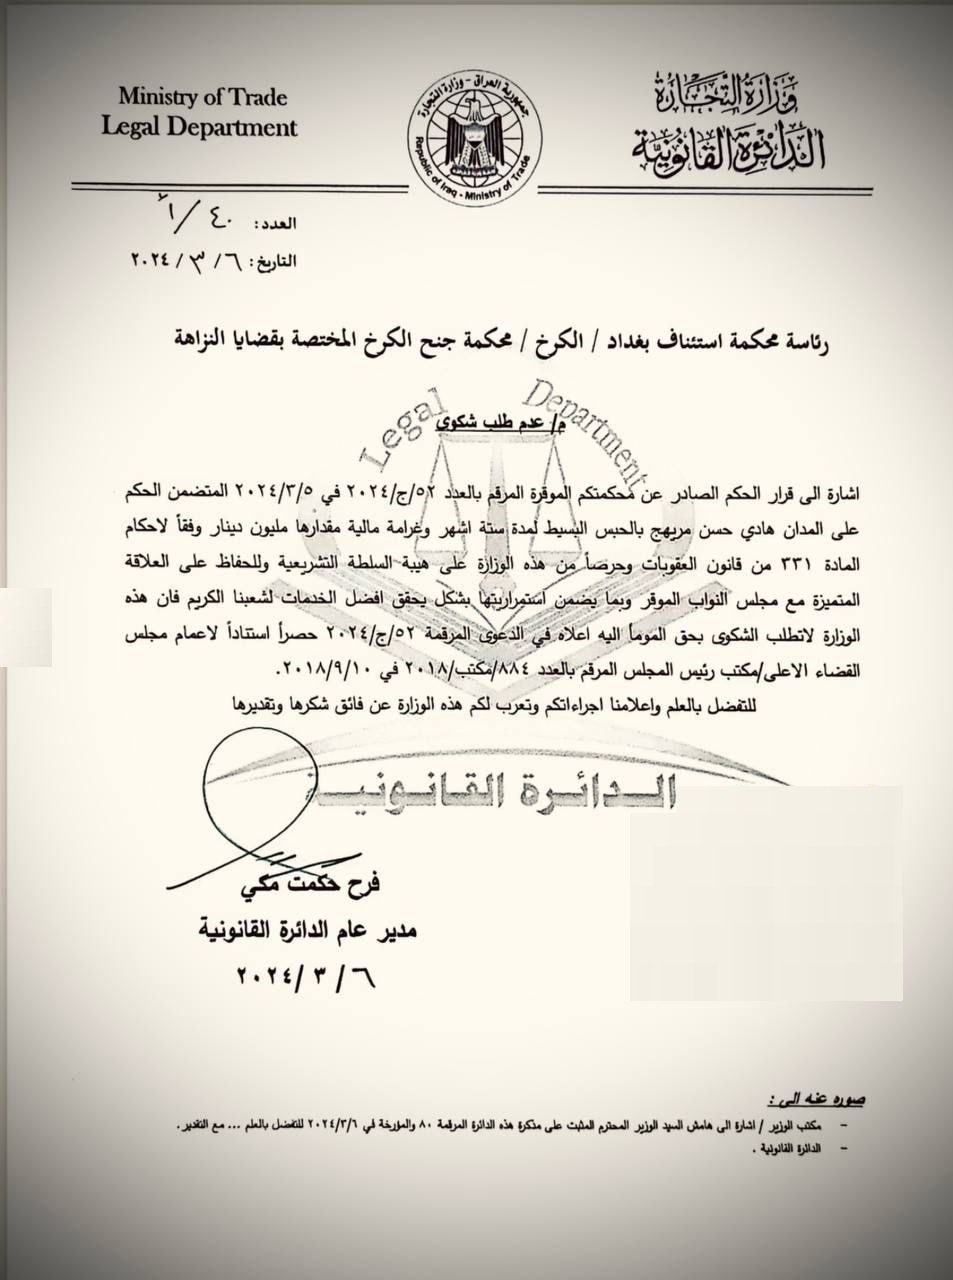 Ministry of Trade
Legal Department
جمهورية العراق - وزارة التجارة
Republic of Iraq - Ministry of Trade
وزارة التجارة
الدائرة القانونية
العدد: أ/٤٠
التاريخ: ٦ /٣ / ٢٠٢٤
رئاسة محكمة استئناف بغداد / الكرخ / محكمة جنح الكرخ المختصة بقضايا النزاهة
Legal Department
م/ عدم طلب شكوى
اشارة الى قرار الحكم الصادر عن محكمتكم الموقرة المرقم بالعدد ٥٢/ج/٢٠٢٤ في ٢٠٢٤/٣/٥ المتضمن الحكم
على المدان هادي حسن مريهج بالحبس البسيط لمدة ستة اشهر وغرامة مالية مقدارها مليون دينار وفقاً لاحكام
المادة ٣٣١ من قانون العقوبات وحرصاً من هذه الوزارة على هيبة السلطة التشريعية وللحفاظ على العلاقة
المتميزة مع مجلس النواب الموقر وبما يضمن استمراريتها بشكل يحقق افضل الخدمات لشعبنا الكريم فان هذه
الوزارة لاتطلب الشكوى بحق المومأ اليه اعلاه في الدعوى المرقمة ٥٢/ج/٢٠٢٤ حصراً استناداً لاعمام مجلس
القضاء الاعلى/مكتب رئيس المجلس المرقم بالعدد ٨٨٤/مكتب/٢٠١٨ في ٢٠١٨/٩/١٠.
للتفضل بالعلم واعلامنا اجراءاتكم وتعرب لكم هذه الوزارة عن فائق شكرها وتقديرها
الدائرة القانونية
فرح حكمت مكي
مدير عام الدائرة القانونية
٦ / ٣ /٢٠٢٤
صوره عنه الى :
- مكتب الوزير / اشارة الى هامش السيد الوزير المحترم المثبت على مذكرة هذه الدائرة المرقمة ٨٠ والمؤرخة في ٢٠٢٤/٣/٦ للتفضل بالعلم ... مع التقدير.
- الدائرة القانونية .